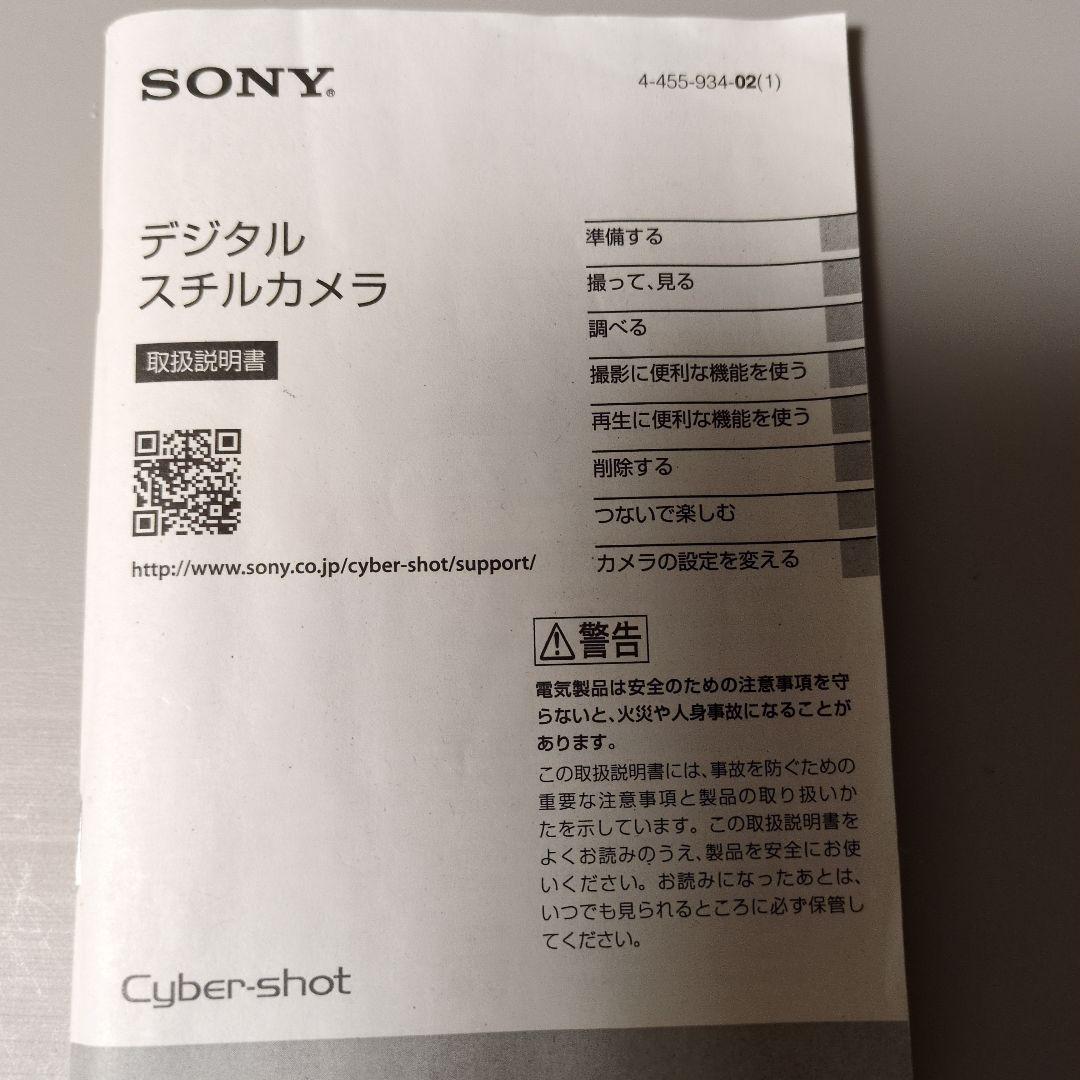 SONY®
4-455-934-02(1)
デジタル
スチルカメラ
取扱説明書
http://www.sony.co.jp/cyber-shot/support/
準備する
撮って、見る
調べる
撮影に便利な機能を使う
再生に便利な機能を使う
削除する
つないで楽しむ
カメラの設定を変える
警告
電気製品は安全のための注意事項を守
らないと、火災や人身事故になることが
あります。
この取扱説明書には、事故を防ぐための
重要な注意事項と製品の取り扱いか
たを示しています。この取扱説明書を
よくお読みのうえ、製品を安全にお使
いください。お読みになったあとは、
いつでも見られるところに必ず保管し
てください。
Cyber-shot